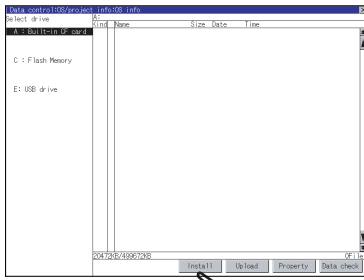 Data control:OS/project info:OS info
Select drive
A:
Kind Name Size Date Time
A : Built-in CF card
C : Flash Memory
E: USB drive
20472KB/499672KB 0File
Install Upload Property Data check